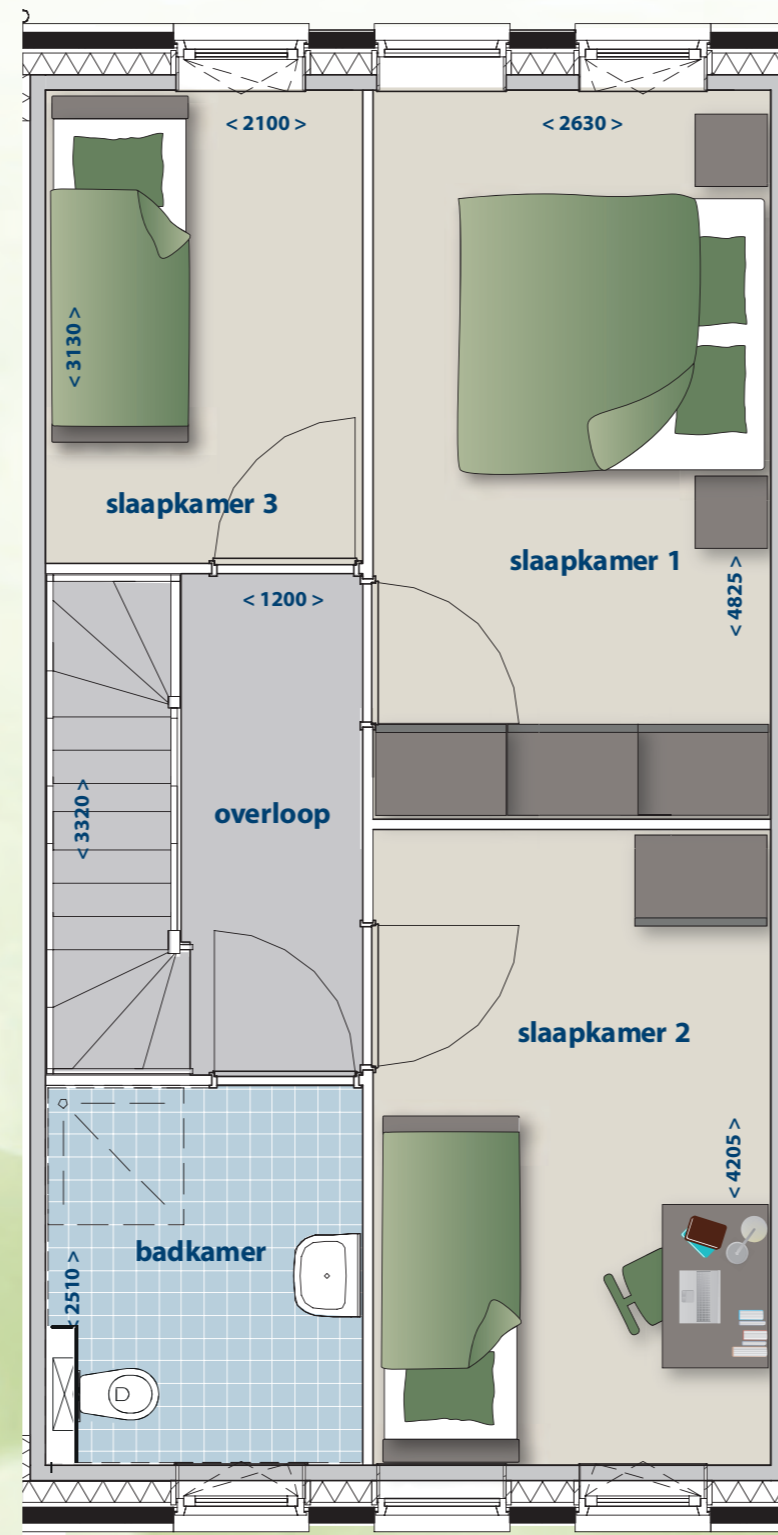 < 2100 >
< 2630 >
< 3130 >
slaapkamer 3
slaapkamer 1
< 4825 >
< 1200 >
< 3320 >
overloop
slaapkamer 2
< 4205 >
badkamer
< 2510 >